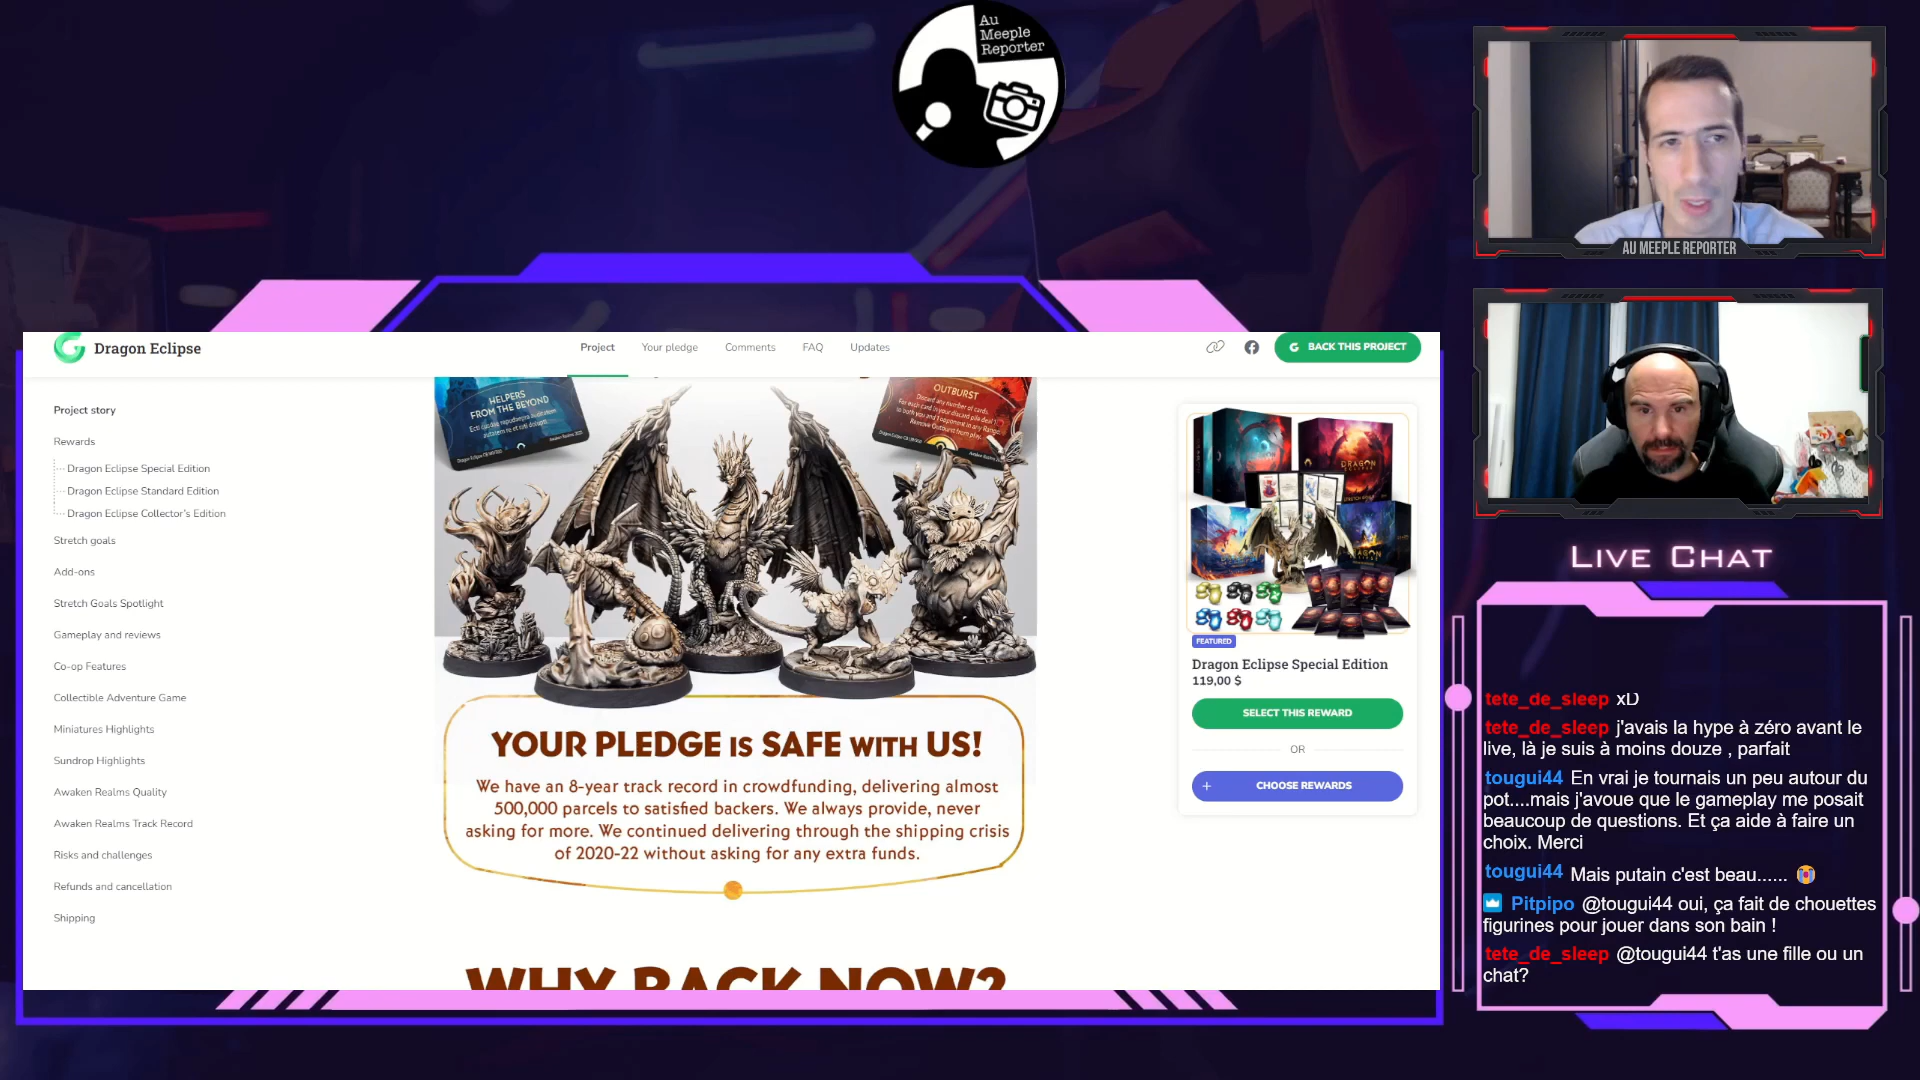 Au
Meeple
Reporter
AU MEEPLE REPORTER
Dragon Eclipse
Project
Your pledge
Comments
FAQ
Updates
BACK THIS PROJECT
Project story
Rewards
Dragon Eclipse Special Edition
Dragon Eclipse Standard Edition
Dragon Eclipse Collector's Edition
Stretch goals
Add-ons
Stretch Goals Spotlight
Gameplay and reviews
Co-op Features
Collectible Adventure Game
Miniatures Highlights
Sundrop Highlights
Awaken Realms Quality
Awaken Realms Track Record
Risks and challenges
Refunds and cancellation
Shipping
HELPERS
FROM THE BEYOND
OUTBURST
Discard any number of cards.
YOUR PLEDGE IS SAFE WITH US!
We have an 8-year track record in crowdfunding, delivering almost
500,000 parcels to satisfied backers. We always provide, never
asking for more. We continued delivering through the shipping crisis
of 2020-22 without asking for any extra funds.
WHY BACK NOW?
DRAGON
ECLIPSE
FEATURED
Dragon Eclipse Special Edition
119,00 $
SELECT THIS REWARD
OR
+ CHOOSE REWARDS
LIVE CHAT
tete_de_sleep xD
tete_de_sleep j'avais la hype à zéro avant le
live, là je suis à moins douze , parfait
tougui44 En vrai je tournais un peu autour du
pot....mais j'avoue que le gameplay me posait
beaucoup de questions. Et ça aide à faire un
choix. Merci
tougui44 Mais putain c'est beau...... 😭
Pitpipo @tougui44 oui, ça fait de chouettes
figurines pour jouer dans son bain !
tete_de_sleep @tougui44 t'as une fille ou un
chat?